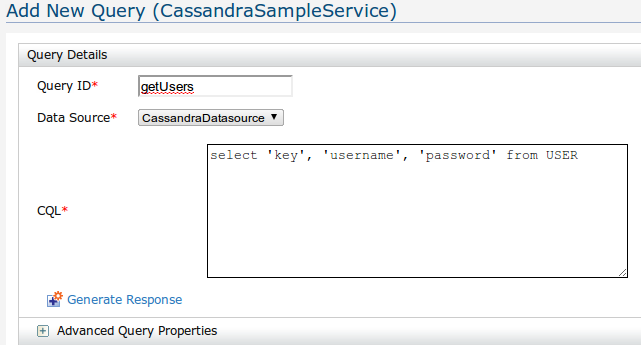 Add New Query (CassandraSampleService)
Query Details
Query ID* getUsers
Data Source* CassandraDatasource
select 'key', 'username', 'password' from USER
CQL*
Generate Response
Advanced Query Properties